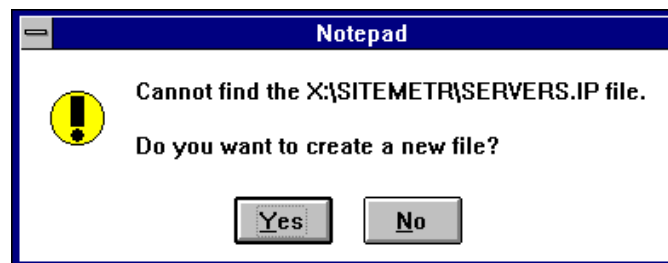 Notepad
Cannot find the X:\SITEMETR\SERVERS.IP file.
Do you want to create a new file?
Yes No